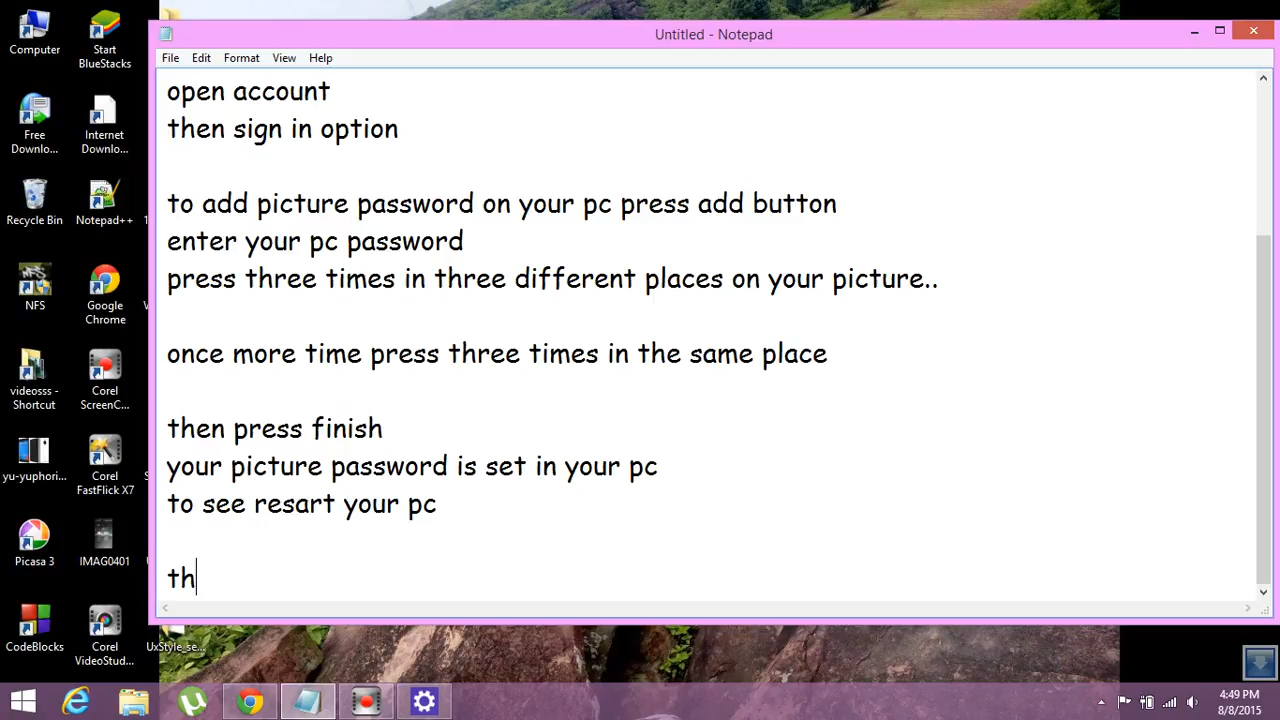 Untitled - Notepad
File Edit Format View Help
open account
then sign in option
to add picture password on your pc press add button
enter your pc password
press three times in three different places on your picture..
once more time press three times in the same place
then press finish
your picture password is set in your pc
to see resart your pc
th
Computer
Start
BlueStacks
Free
Downlo...
Internet
Downlo...
Recycle Bin
Notepad++
NFS
Google
Chrome
videosss -
Shortcut
Corel
ScreenC...
yu-yuphori...
Corel
FastFlick X7
Picasa 3
IMAG0401
CodeBlocks
Corel
VideoStud...
UxStyle_se...
4:49 PM
8/8/2015